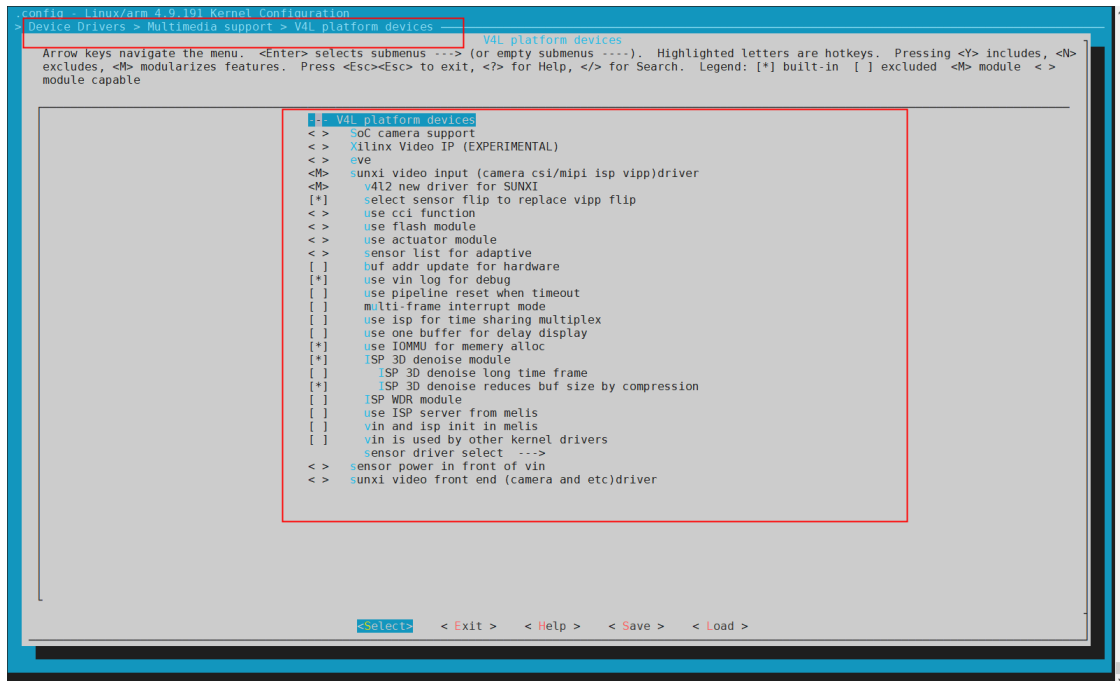 .config - Linux/arm 4.9.191 Kernel Configuration
> Device Drivers > Multimedia support > V4L platform devices
V4L platform devices
Arrow keys navigate the menu.  <Enter> selects submenus ---> (or empty submenus ----).  Highlighted letters are hotkeys.  Pressing <Y> includes, <N>
excludes, <M> modularizes features.  Press <Esc><Esc> to exit, <?> for Help, </> for Search.  Legend: [*] built-in  [ ] excluded  <M> module  < >
module capable
--- V4L platform devices
< >   SoC camera support
< >   Xilinx Video IP (EXPERIMENTAL)
< >   eve
<M>   sunxi video input (camera csi/mipi isp vipp)driver
<M>     v4l2 new driver for SUNXI
[*]     select sensor flip to replace vipp flip
< >     use cci function
< >     use flash module
< >     use actuator module
< >     sensor list for adaptive
[ ]     buf addr update for hardware
[*]     use vin log for debug
[ ]     use pipeline reset when timeout
[ ]     multi-frame interrupt mode
[ ]     use isp for time sharing multiplex
[ ]     use one buffer for delay display
[*]     use IOMMU for memory alloc
[*]     ISP 3D denoise module
[ ]       ISP 3D denoise long time frame
[*]       ISP 3D denoise reduces buf size by compression
[ ]     ISP WDR module
[ ]     use ISP server from melis
[ ]     vin and isp init in melis
[ ]     vin is used by other kernel drivers
sensor driver select  --->
< >   sensor power in front of vin
< >   sunxi video front end (camera and etc)driver
<Select>    < Exit >    < Help >    < Save >    < Load >